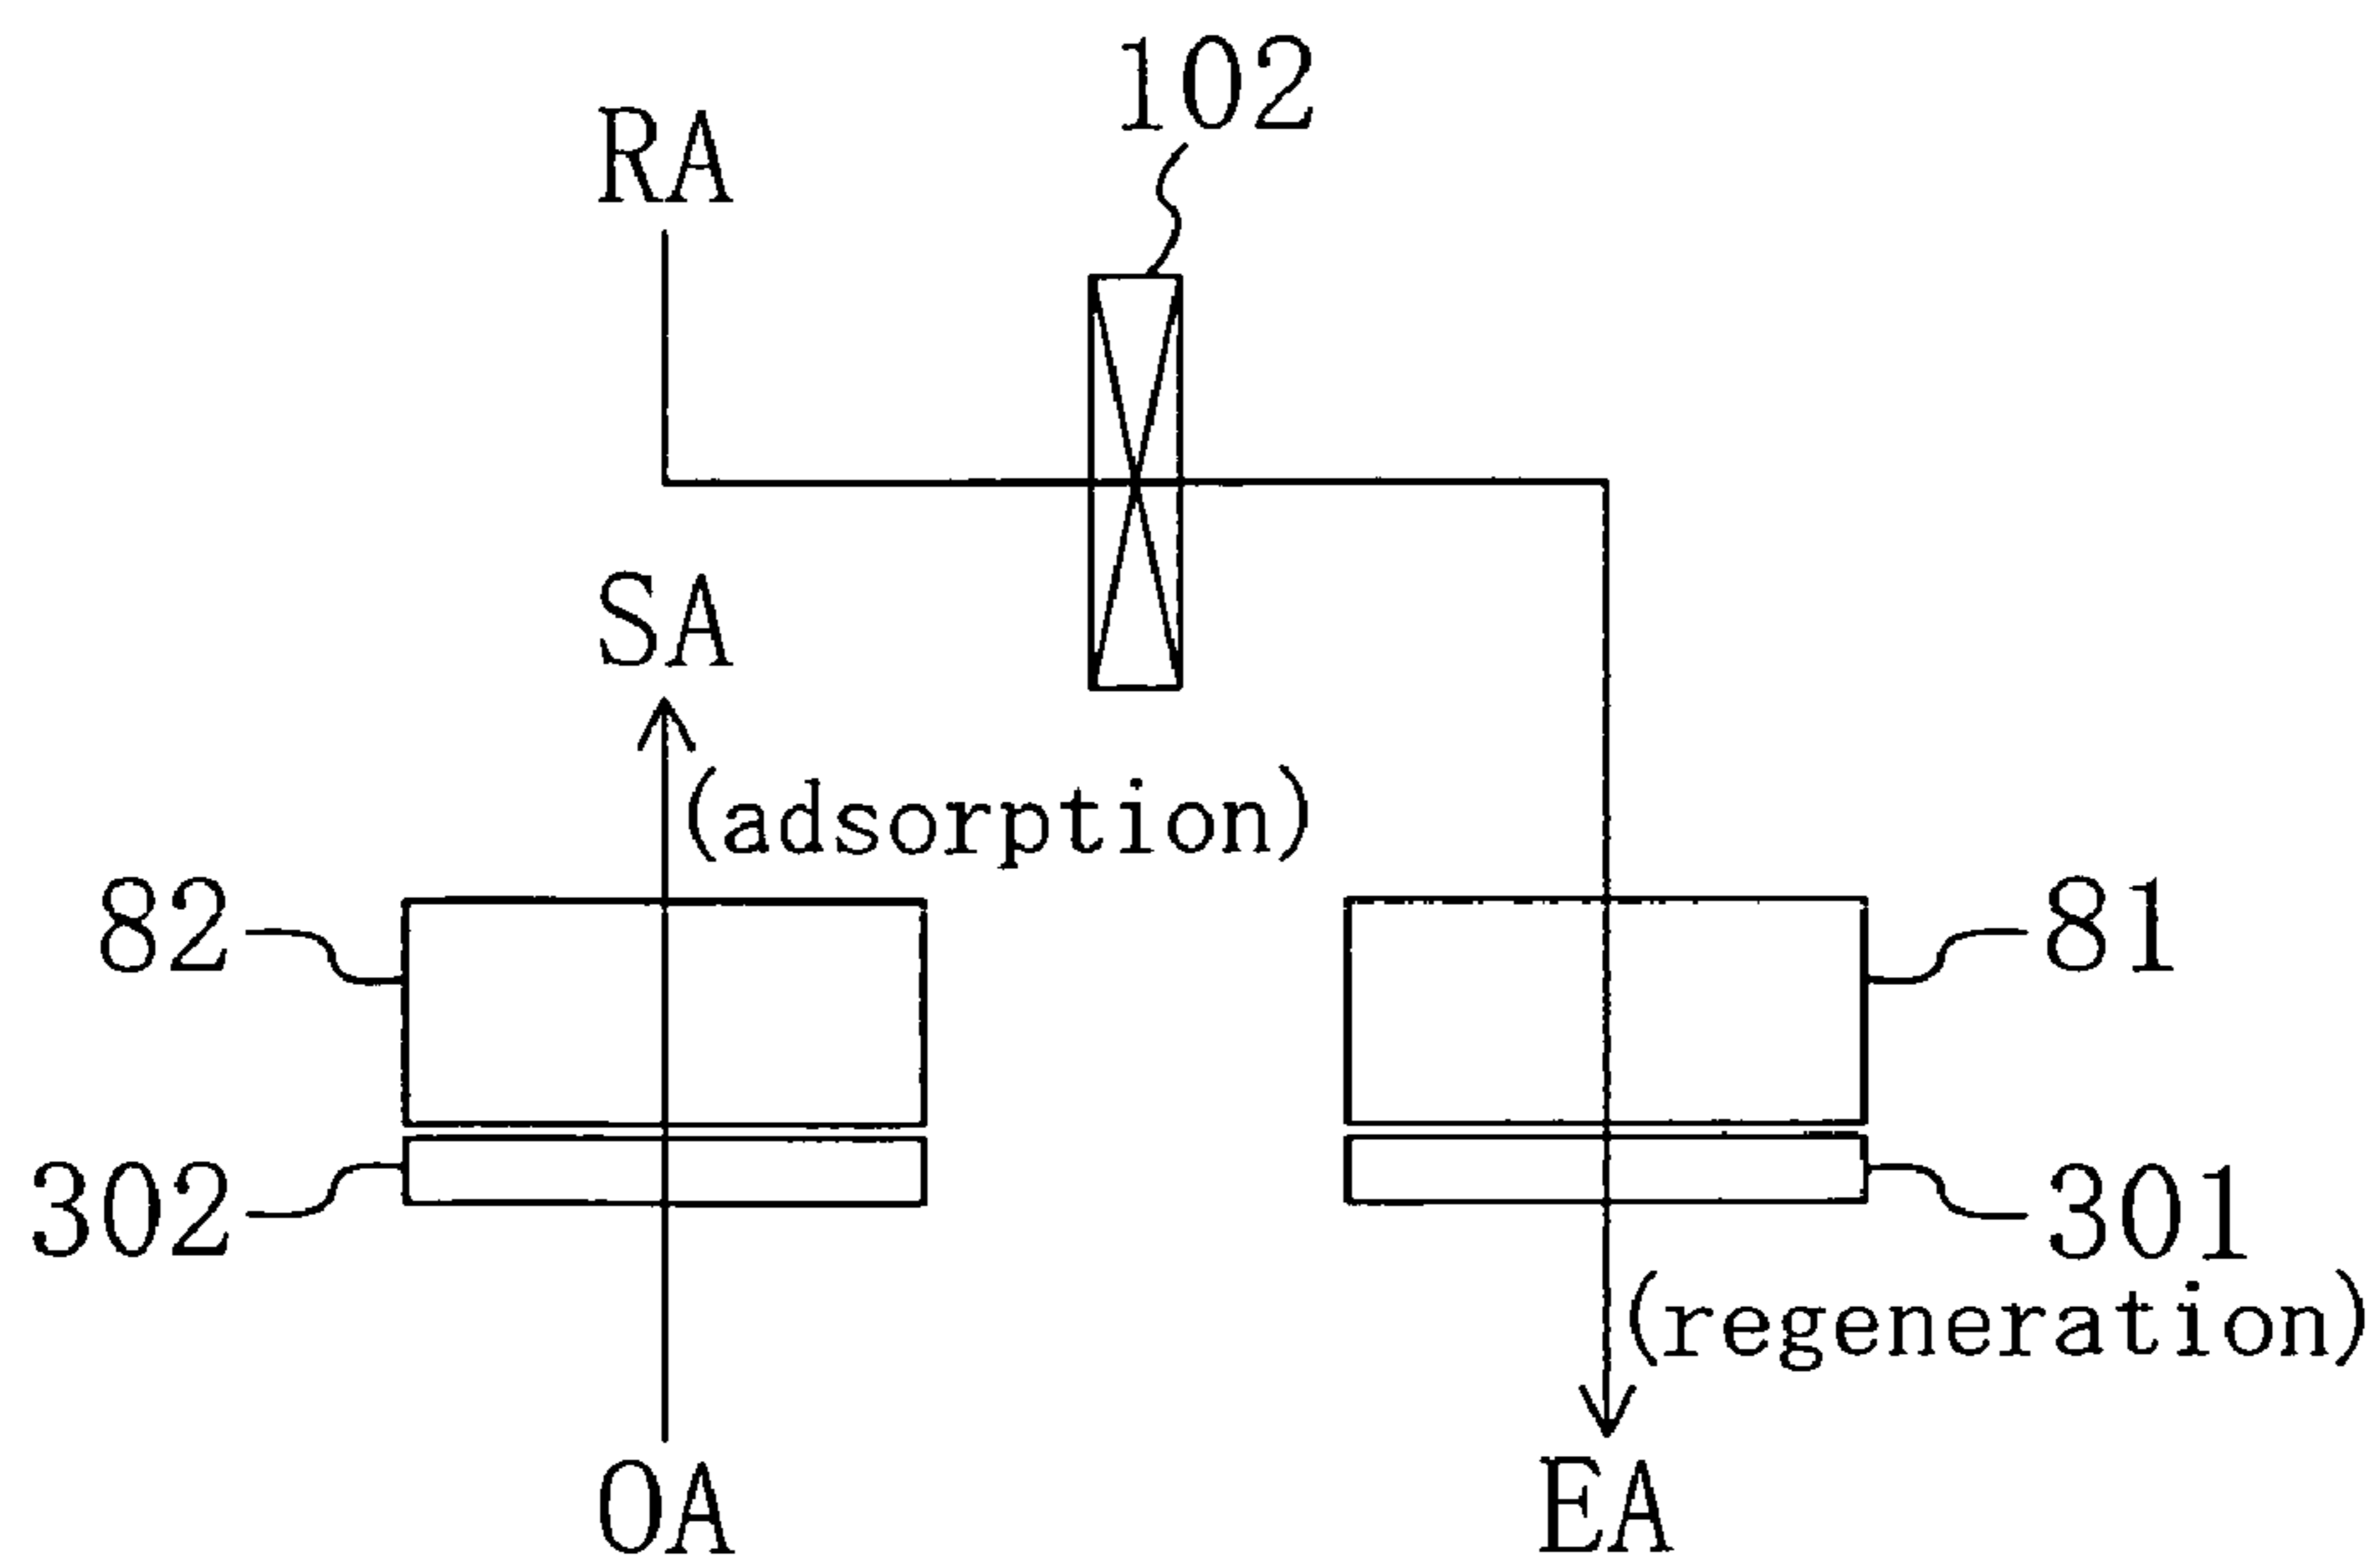 102
RA
SA
(adsorption)
82
81
302
301
(regeneration)
OA
EA